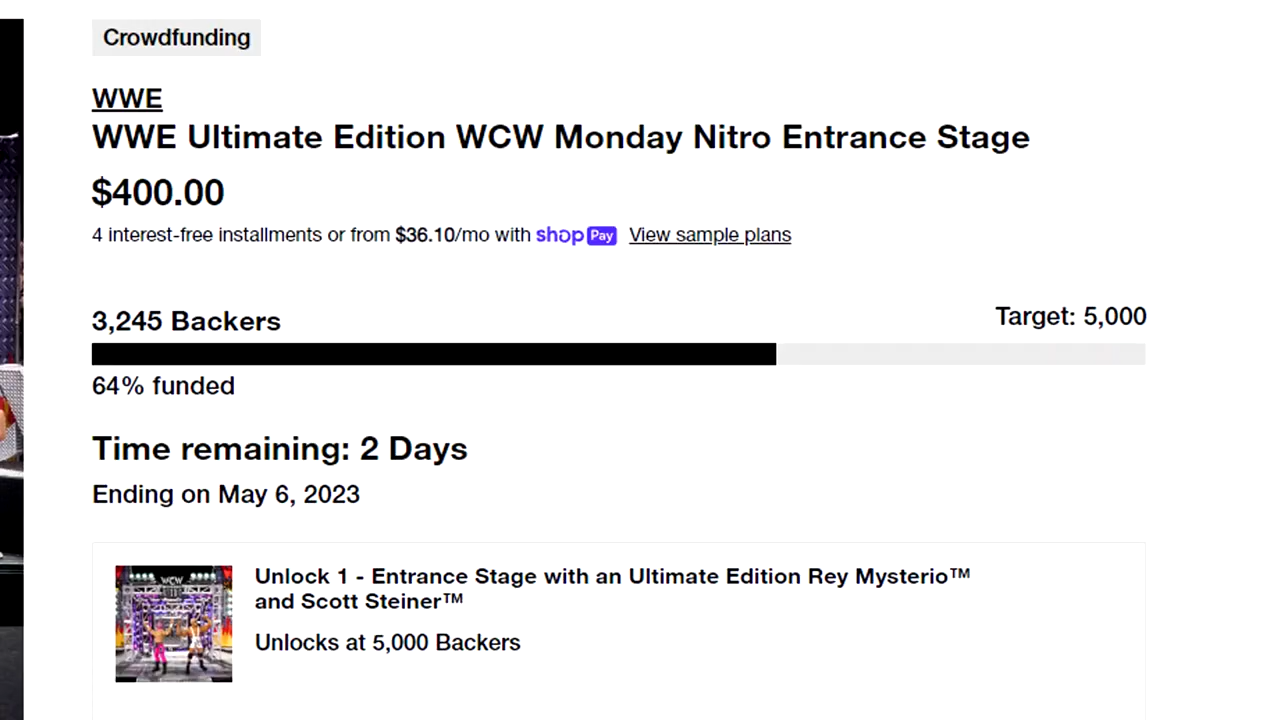 Crowdfunding
WWE
WWE Ultimate Edition WCW Monday Nitro Entrance Stage
$400.00
4 interest-free installments or from $36.10/mo with shop Pay View sample plans
3,245 Backers
Target: 5,000
64% funded
Time remaining: 2 Days
Ending on May 6, 2023
Unlock 1 - Entrance Stage with an Ultimate Edition Rey Mysterio™
and Scott Steiner™
Unlocks at 5,000 Backers
WCW